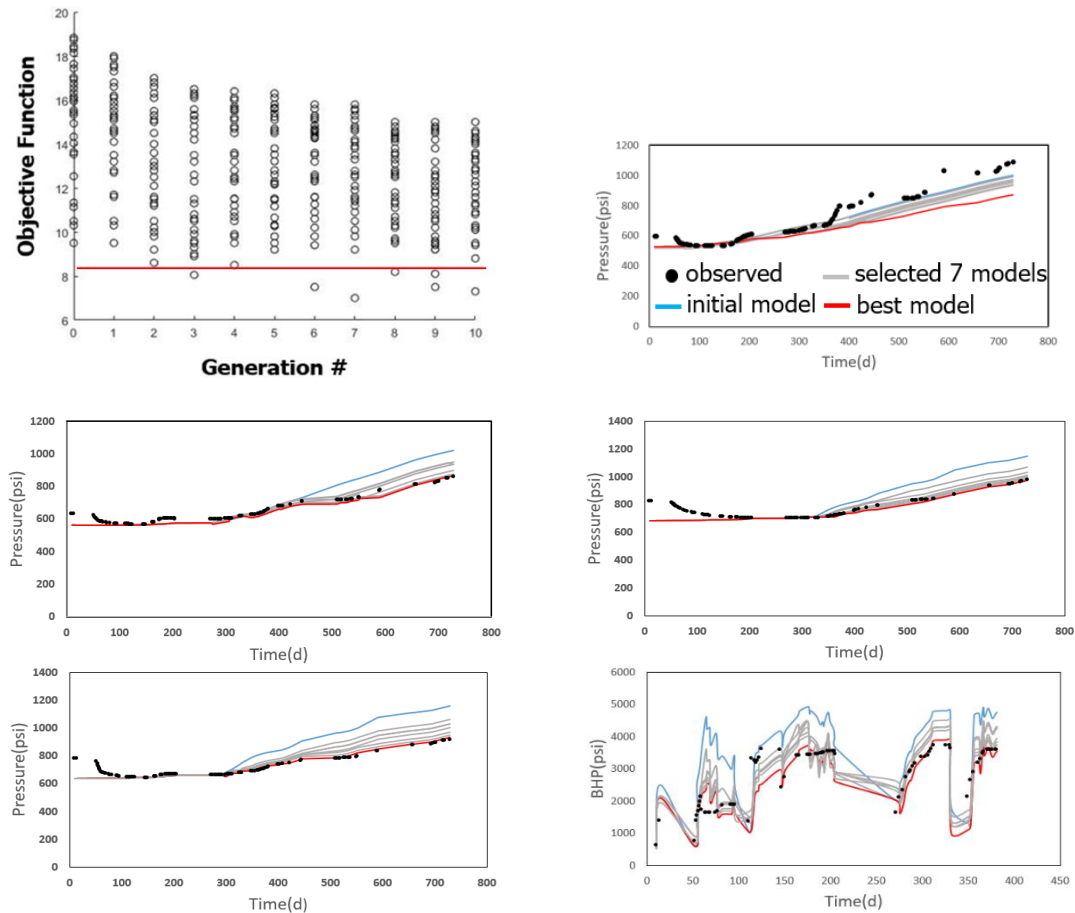 20
18
16
14
12
10
8
6
Objective Function
0 1 2 3 4 5 6 7 8 9 10
Generation #
1200
1000
800
600
400
200
0
Pressure(psi)
observed selected 7 models
initial model best model
0 100 200 300 400 500 600 700 800
Time(d)
1200
1000
800
600
400
200
0
Pressure(psi)
0 100 200 300 400 500 600 700 800
Time(d)
1400
1200
1000
800
600
400
200
0
Pressure(psi)
0 100 200 300 400 500 600 700 800
Time(d)
1400
1200
1000
800
600
400
200
0
Pressure(psi)
0 100 200 300 400 500 600 700 800
Time(d)
6000
5000
4000
3000
2000
1000
0
BHP(psi)
0 50 100 150 200 250 300 350 400 450
Time(d)